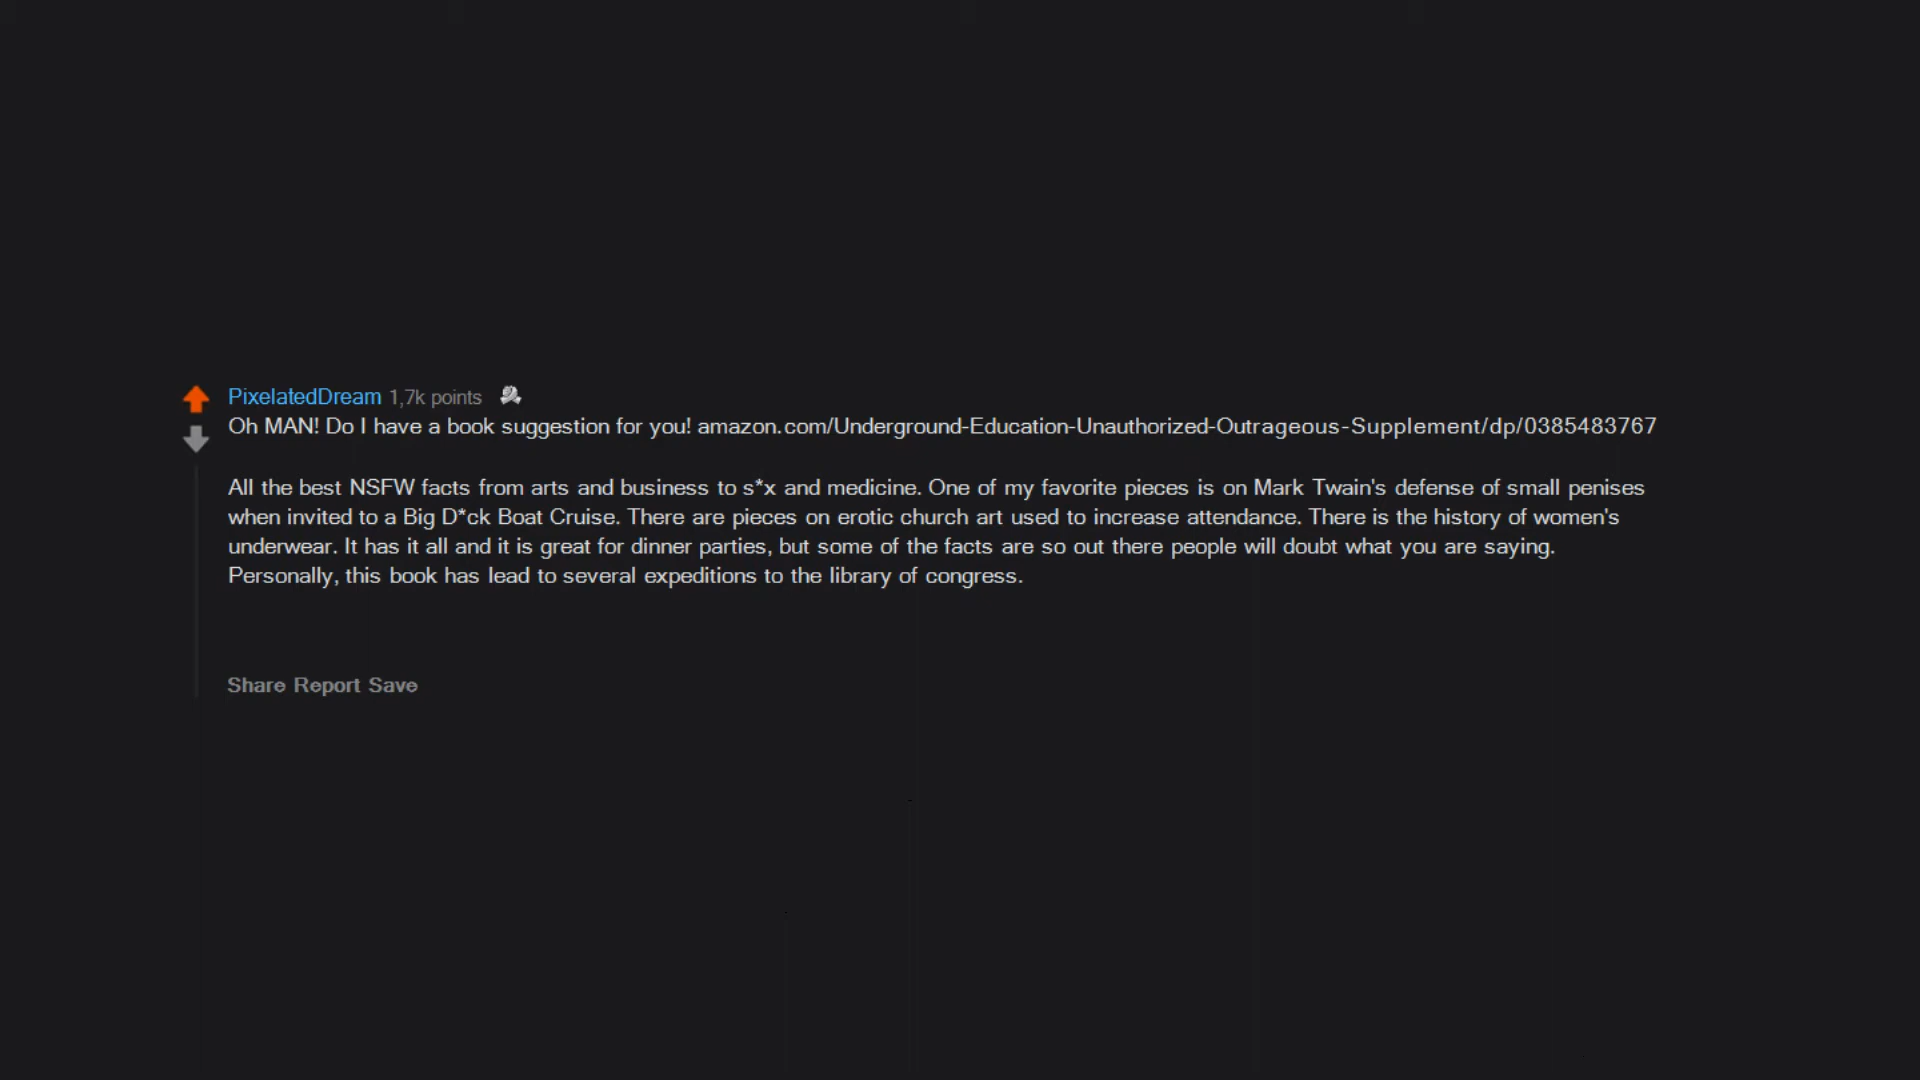 PixelatedDream 1,7k points
Oh MAN! Do I have a book suggestion for you! amazon.com/Underground-Education-Unauthorized-Outrageous-Supplement/dp/0385483767
All the best NSFW facts from arts and business to s*x and medicine. One of my favorite pieces is on Mark Twain's defense of small penises
when invited to a Big D*ck Boat Cruise. There are pieces on erotic church art used to increase attendance. There is the history of women's
underwear. It has it all and it is great for dinner parties, but some of the facts are so out there people will doubt what you are saying.
Personally, this book has lead to several expeditions to the library of congress.
Share Report Save